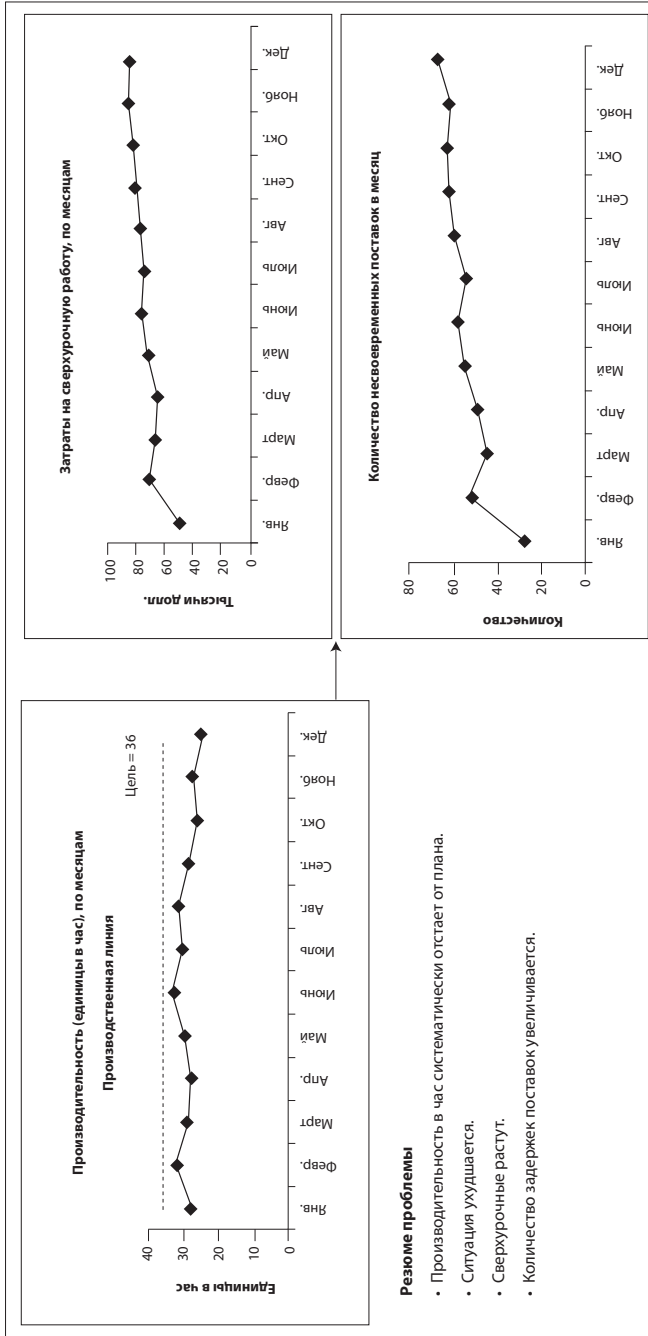 Производительность (единицы в час), по месяцам
Производственная линия
Цель = 36
Единицы в час
40
30
20
10
0
Янв.
Февр.
Март
Апр.
Май
Июнь
Июль
Авг.
Сент.
Окт.
Нояб.
Дек.
Затраты на сверхурочную работу, по месяцам
Тысячи долл.
100
80
60
40
20
0
Янв.
Февр.
Март
Апр.
Май
Июнь
Июль
Авг.
Сент.
Окт.
Нояб.
Дек.
Количество несвоевременных поставок в месяц
Количество
80
60
40
20
0
Янв.
Февр.
Март
Апр.
Май
Июнь
Июль
Авг.
Сент.
Окт.
Нояб.
Дек.
Резюме проблемы
• Производительность в час систематически отстает от плана.
• Ситуация ухудшается.
• Сверхурочные растут.
• Количество задержек поставок увеличивается.